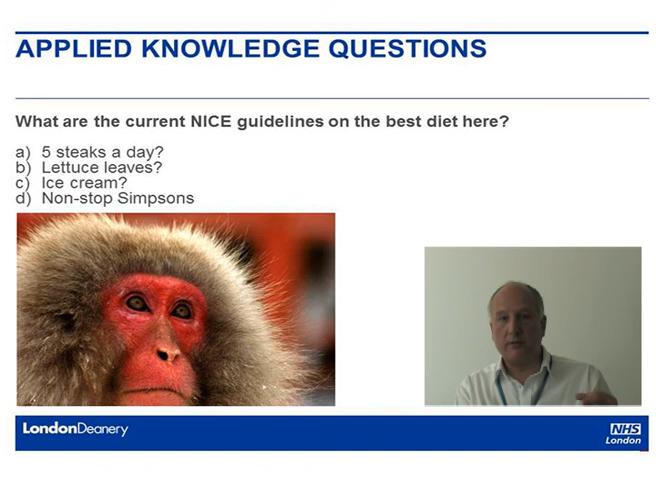 APPLIED KNOWLEDGE QUESTIONS
What are the current NICE guidelines on the best diet here?
a) 5 steaks a day?
b) Lettuce leaves?
c) Ice cream?
d) Non-stop Simpsons
LondonDeanery
NHS
London